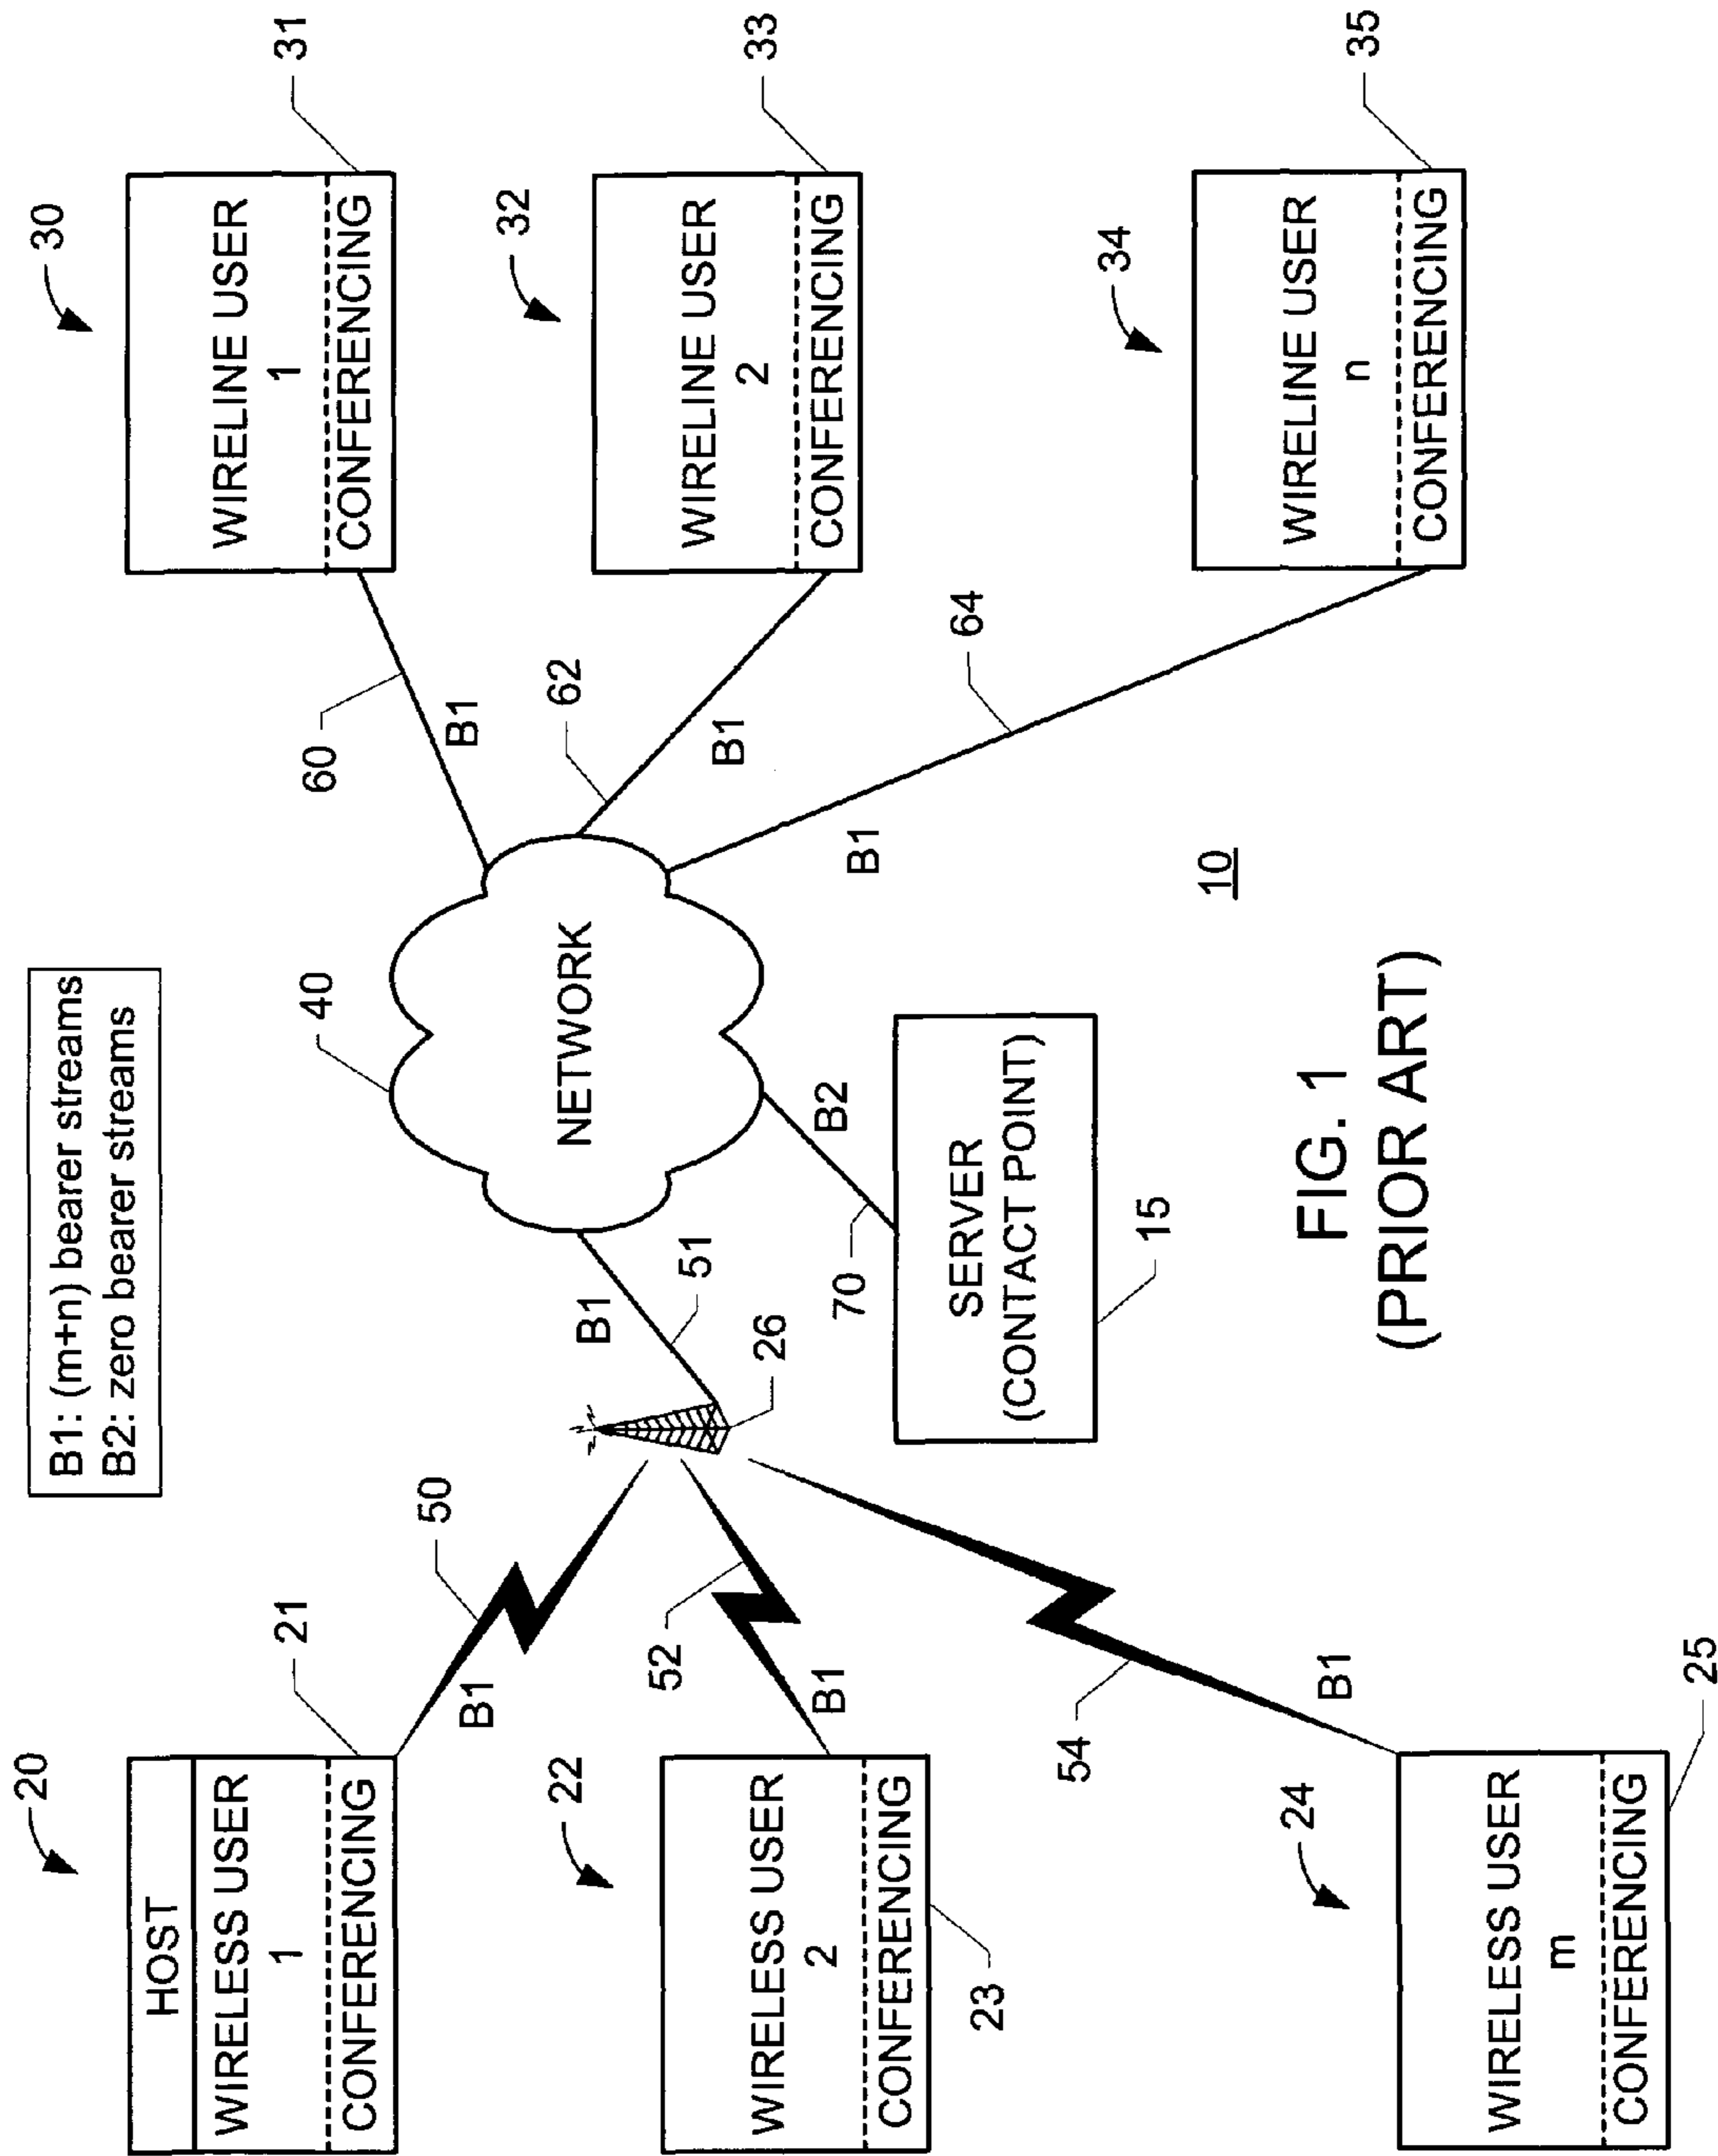 B1: (m+n) bearer streams
B2: zero bearer streams
20
HOST
WIRELESS USER
1
CONFERENCING
21
B1
50
22
WIRELESS USER
2
CONFERENCING
23
52
B1
24
WIRELESS USER
m
CONFERENCING
25
54
B1
26
B1
51
40
NETWORK
70
B2
SERVER
(CONTACT POINT)
15
60
B1
62
B1
64
B1
30
WIRELINE USER
1
CONFERENCING
31
32
WIRELINE USER
2
CONFERENCING
33
34
WIRELINE USER
n
CONFERENCING
35
10
FIG. 1
(PRIOR ART)